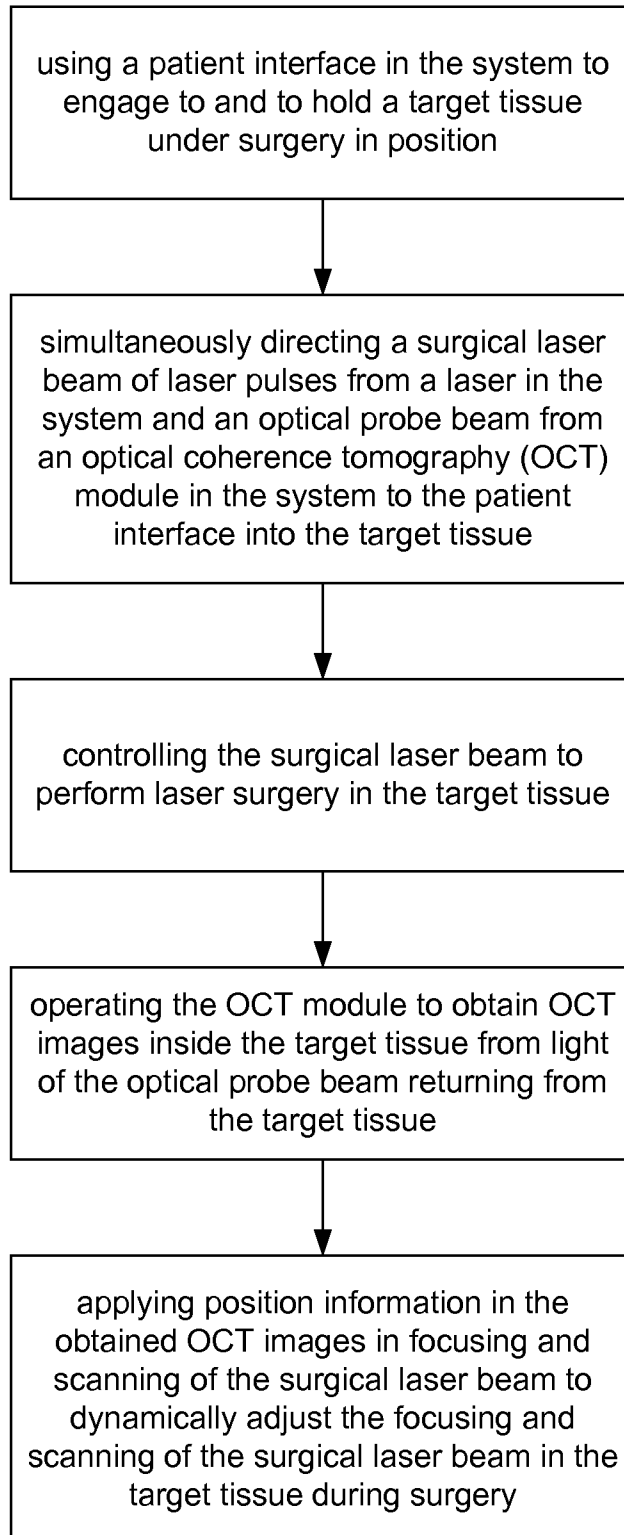 using a patient interface in the system to
engage to and to hold a target tissue
under surgery in position
simultaneously directing a surgical laser
beam of laser pulses from a laser in the
system and an optical probe beam from
an optical coherence tomography (OCT)
module in the system to the patient
interface into the target tissue
controlling the surgical laser beam to
perform laser surgery in the target tissue
operating the OCT module to obtain OCT
images inside the target tissue from light
of the optical probe beam returning from
the target tissue
applying position information in the
obtained OCT images in focusing and
scanning of the surgical laser beam to
dynamically adjust the focusing and
scanning of the surgical laser beam in the
target tissue during surgery